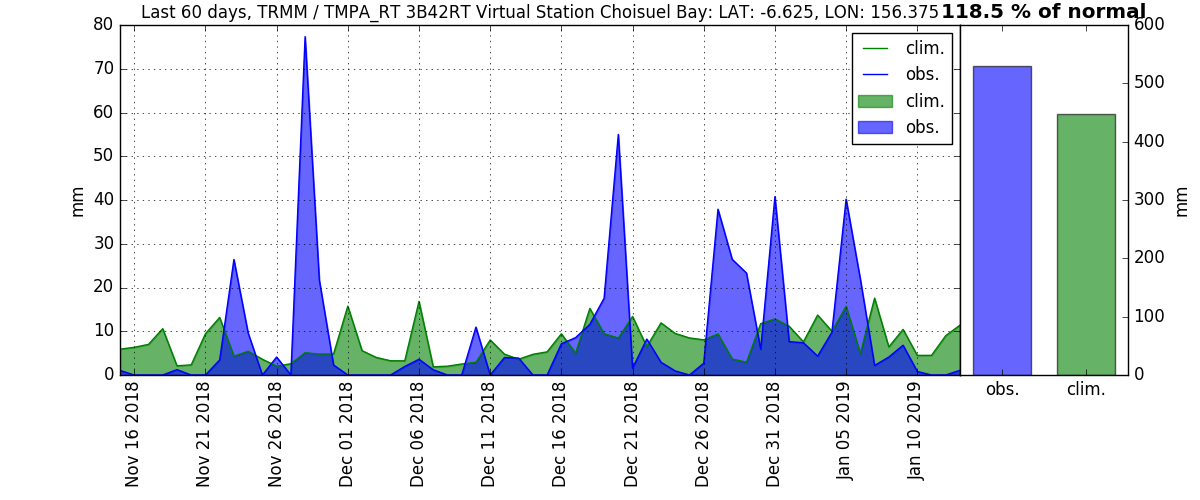 Last 60 days, TRMM / TMPA_RT 3B42RT Virtual Station Choisuel Bay: LAT: -6.625, LON: 156.375
118.5 % of normal
80
70
60
50
40
30
20
10
0
mm
clim.
obs.
clim.
obs.
Nov 16 2018
Nov 21 2018
Nov 26 2018
Dec 01 2018
Dec 06 2018
Dec 11 2018
Dec 16 2018
Dec 21 2018
Dec 26 2018
Dec 31 2018
Jan 05 2019
Jan 10 2019
600
500
400
300
200
100
0
mm
obs.
clim.